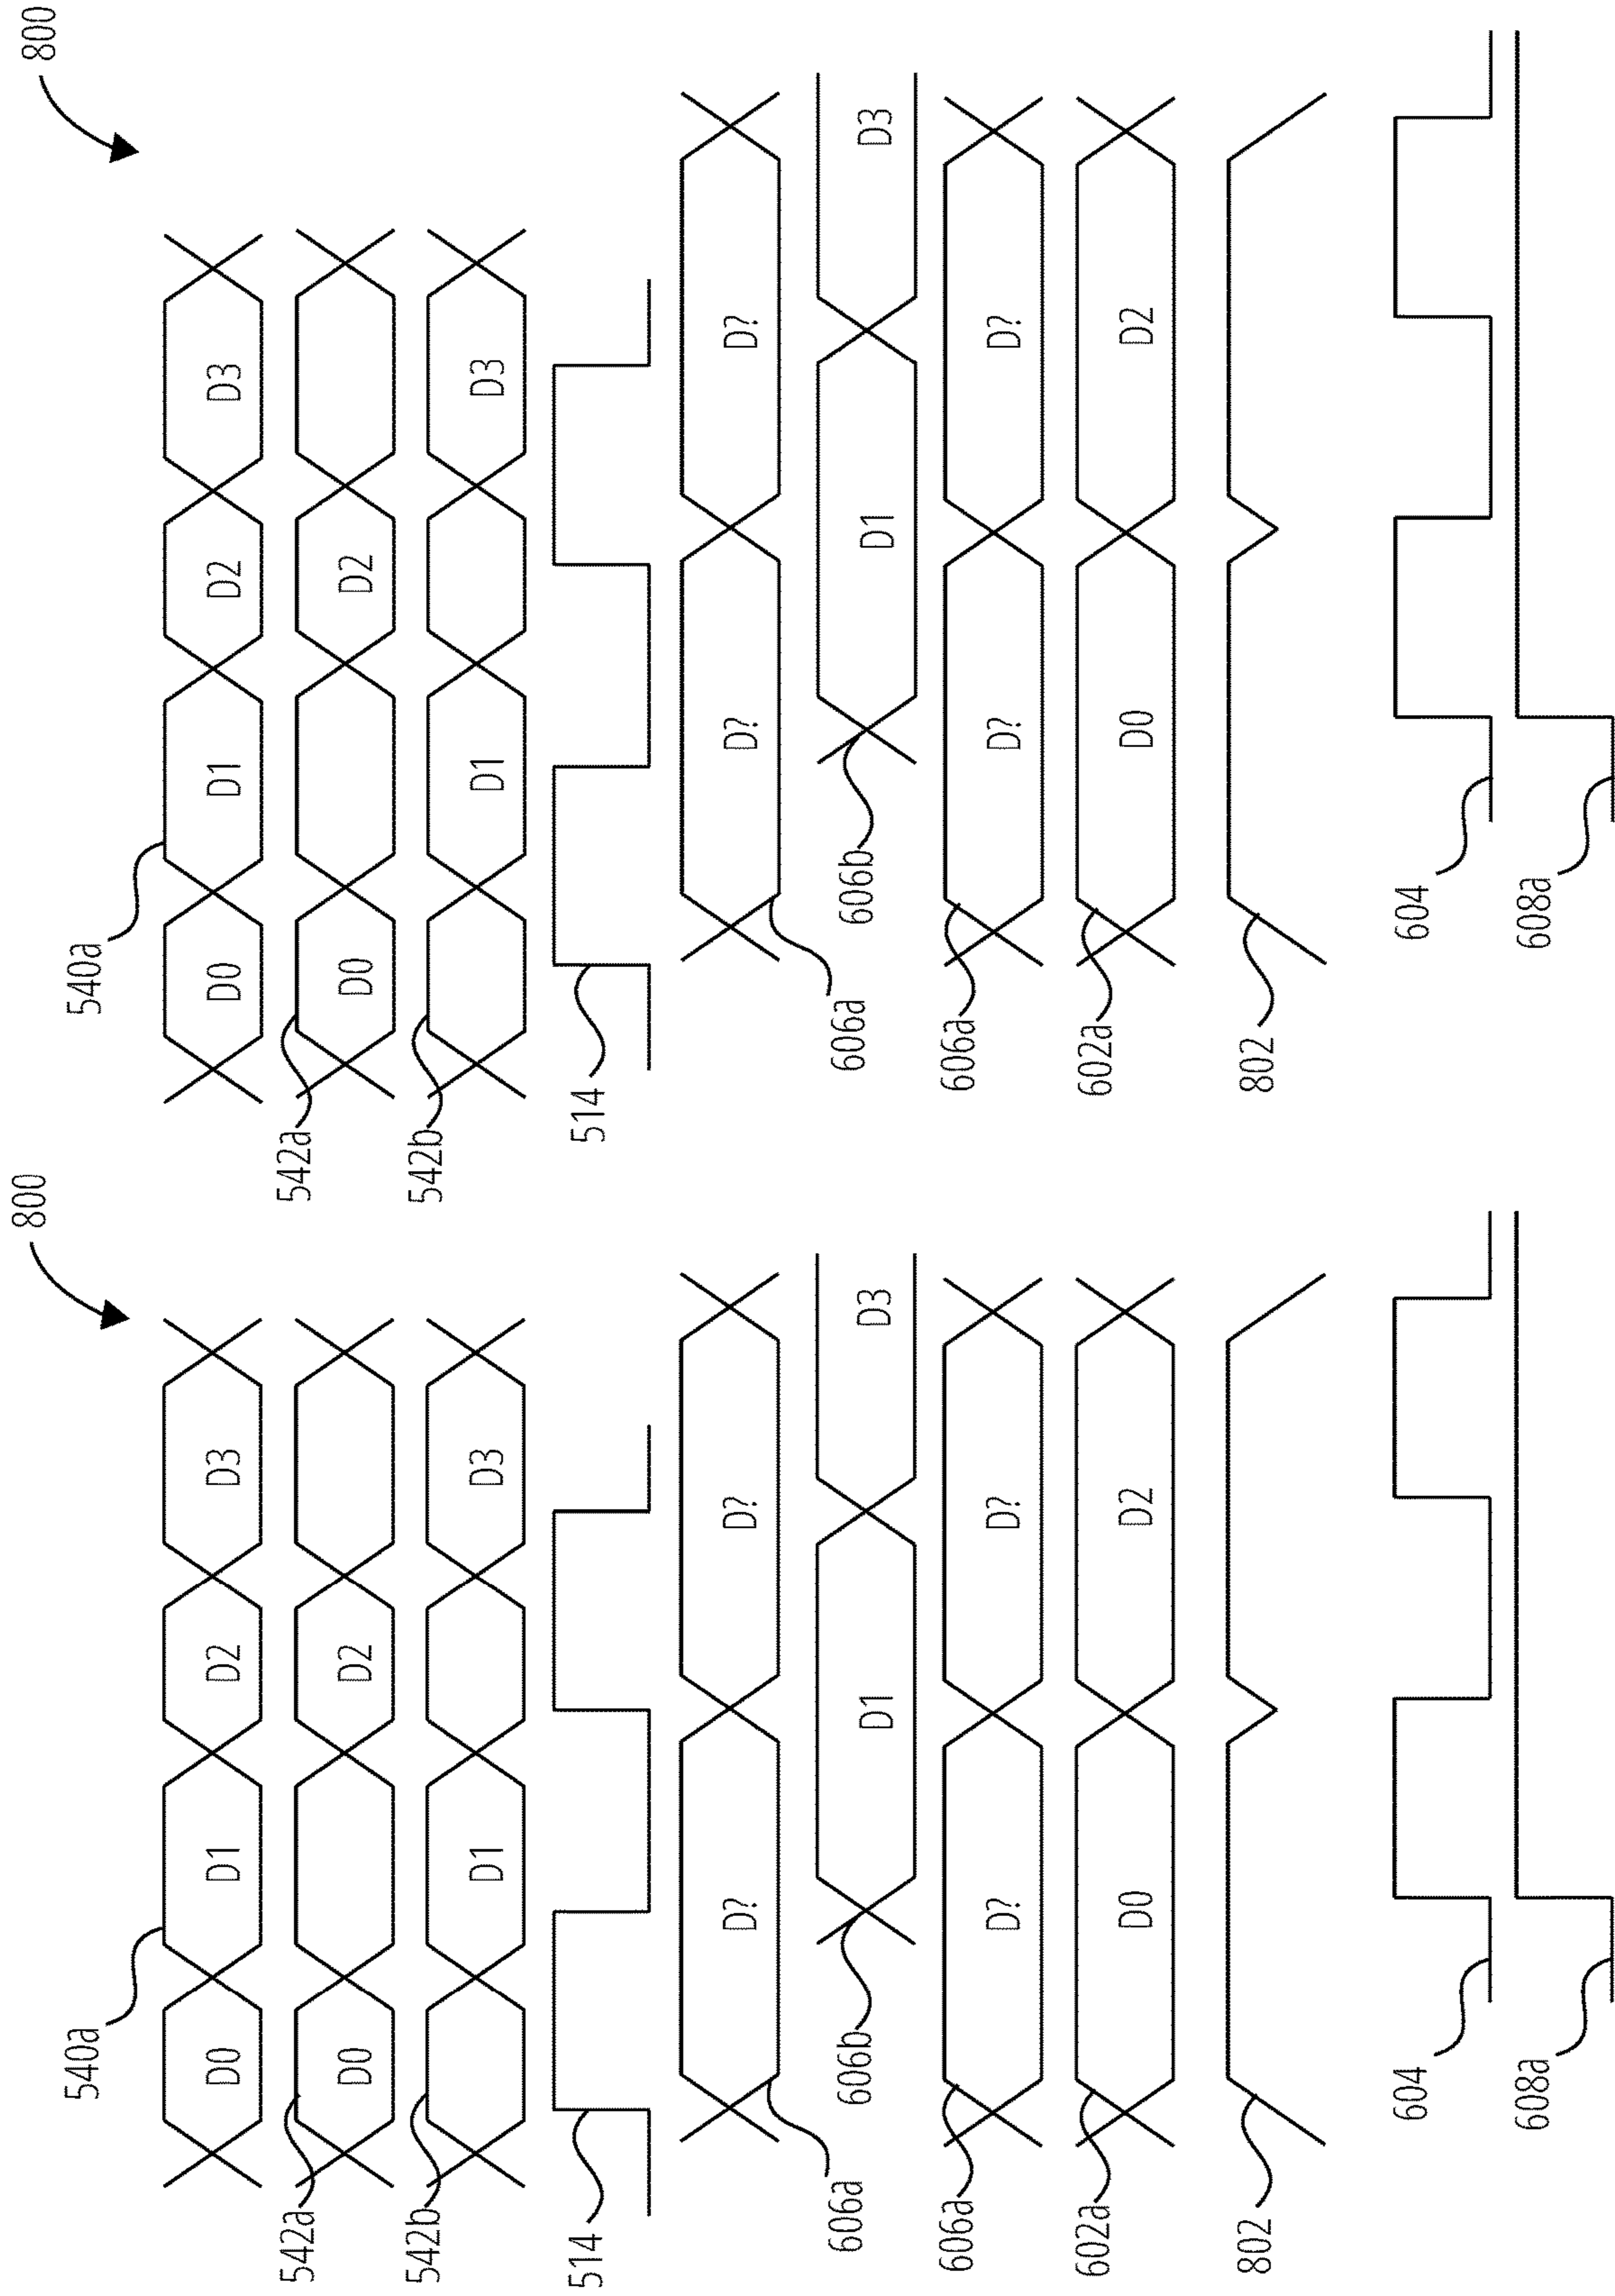 800
540a
D0 D1 D2 D3
542a D0 D2
542b D1 D3
514
606a D? D?
606b D1 D3
606a D? D?
602a D0 D2
802
604
608a
800
540a
D0 D1 D2 D3
542a D0 D2
542b D1 D3
514
606a D? D?
606b D1 D3
606a D? D?
602a D0 D2
802
604
608a